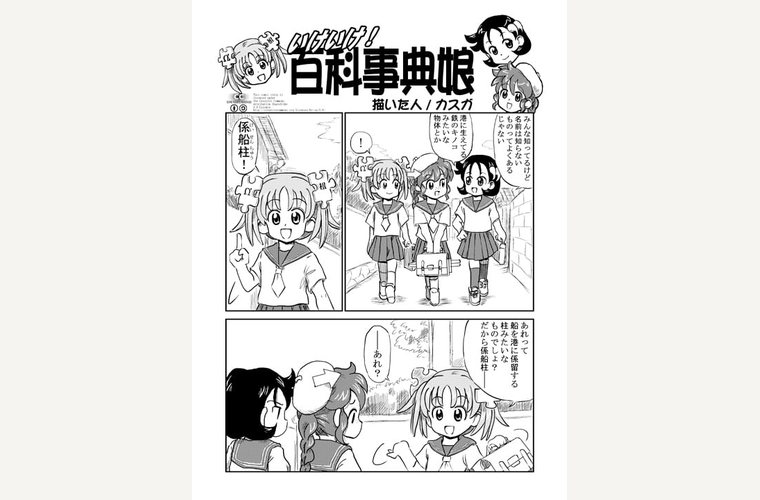 いけいけ!
百科事典娘
描いた人/カスガ
みんな知ってるけど
名前は知らない
ものってよくある
じゃない
港に生えてる
鉄のキノコ
みたいな
物体とか
!
係船柱!
あれって
船を港に係留する
柱みたいな
ものでしょ?
だから係船柱
──あれ?